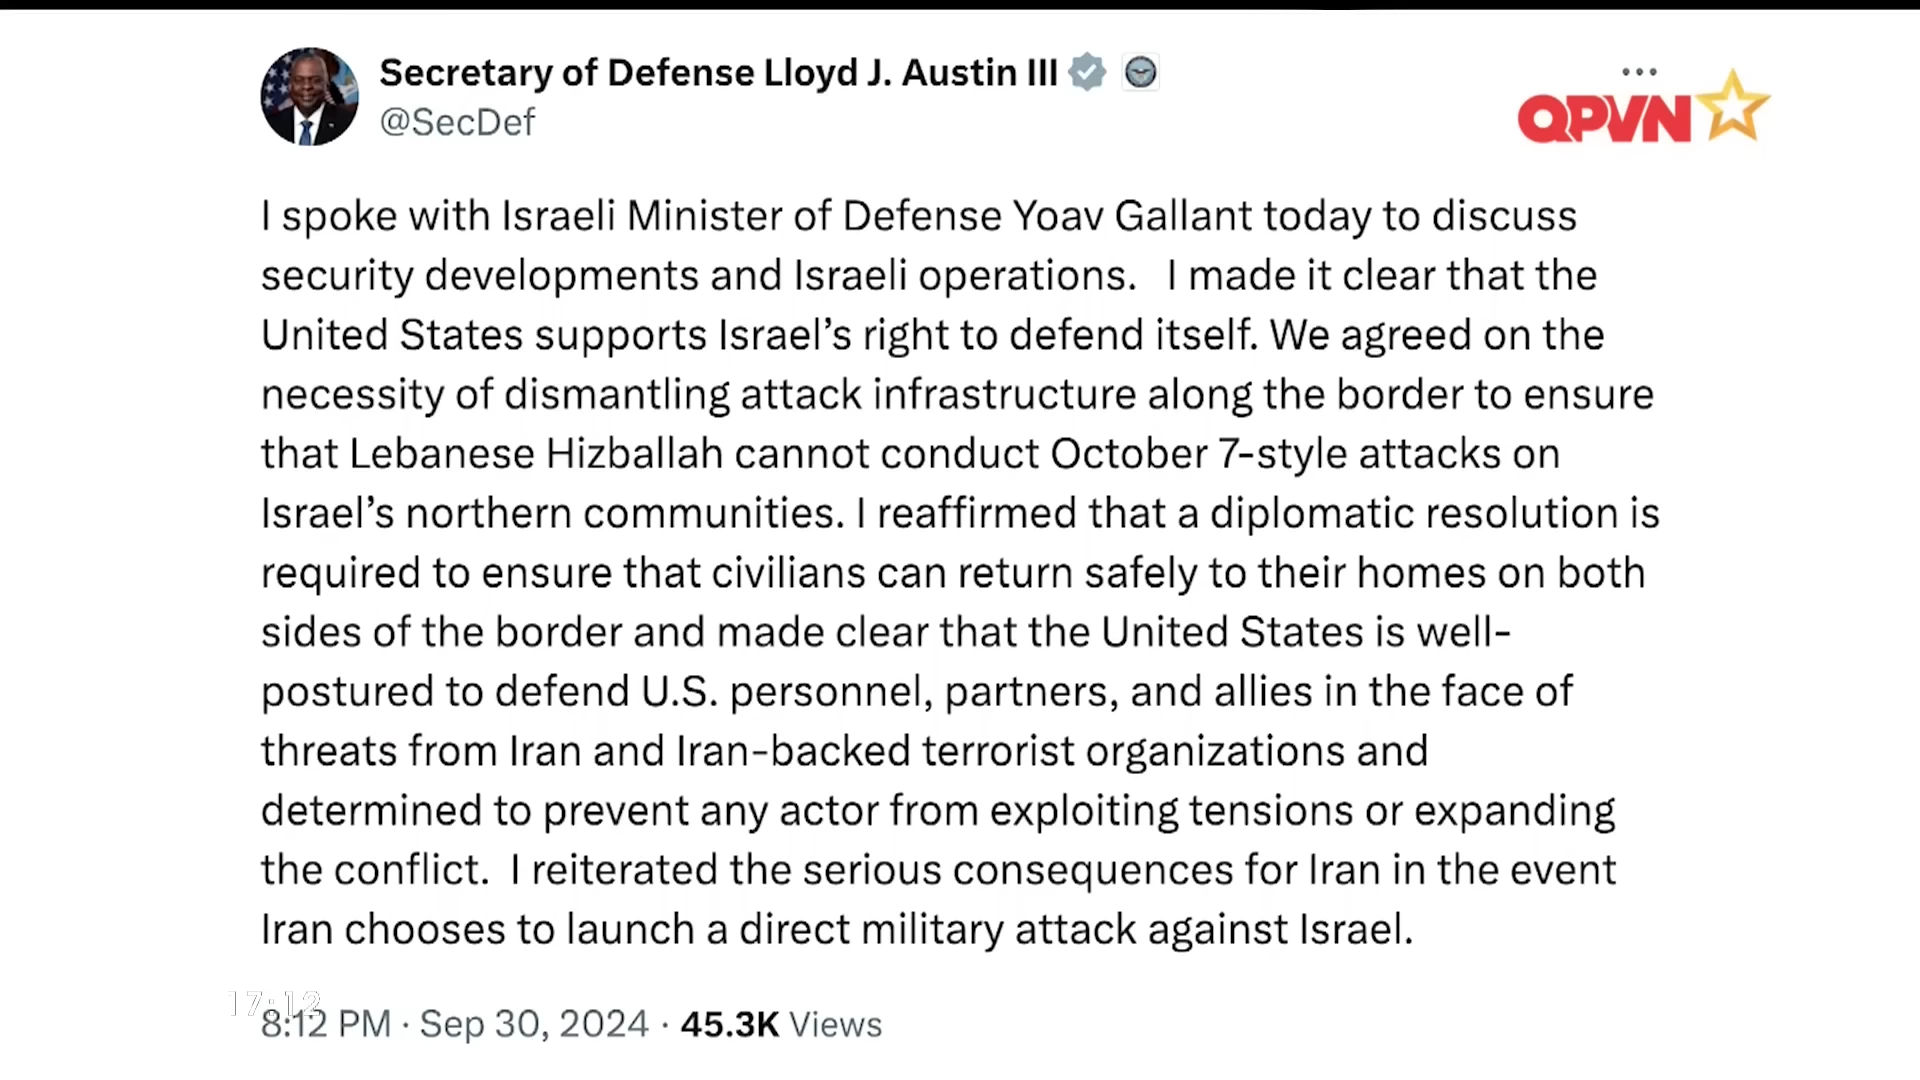 Secretary of Defense Lloyd J. Austin III
@SecDef
QPVN
I spoke with Israeli Minister of Defense Yoav Gallant today to discuss
security developments and Israeli operations.   I made it clear that the
United States supports Israel’s right to defend itself. We agreed on the
necessity of dismantling attack infrastructure along the border to ensure
that Lebanese Hizballah cannot conduct October 7-style attacks on
Israel’s northern communities. I reaffirmed that a diplomatic resolution is
required to ensure that civilians can return safely to their homes on both
sides of the border and made clear that the United States is well-
postured to defend U.S. personnel, partners, and allies in the face of
threats from Iran and Iran-backed terrorist organizations and
determined to prevent any actor from exploiting tensions or expanding
the conflict.  I reiterated the serious consequences for Iran in the event
Iran chooses to launch a direct military attack against Israel.
17:12
8:12 PM · Sep 30, 2024 · 45.3K Views